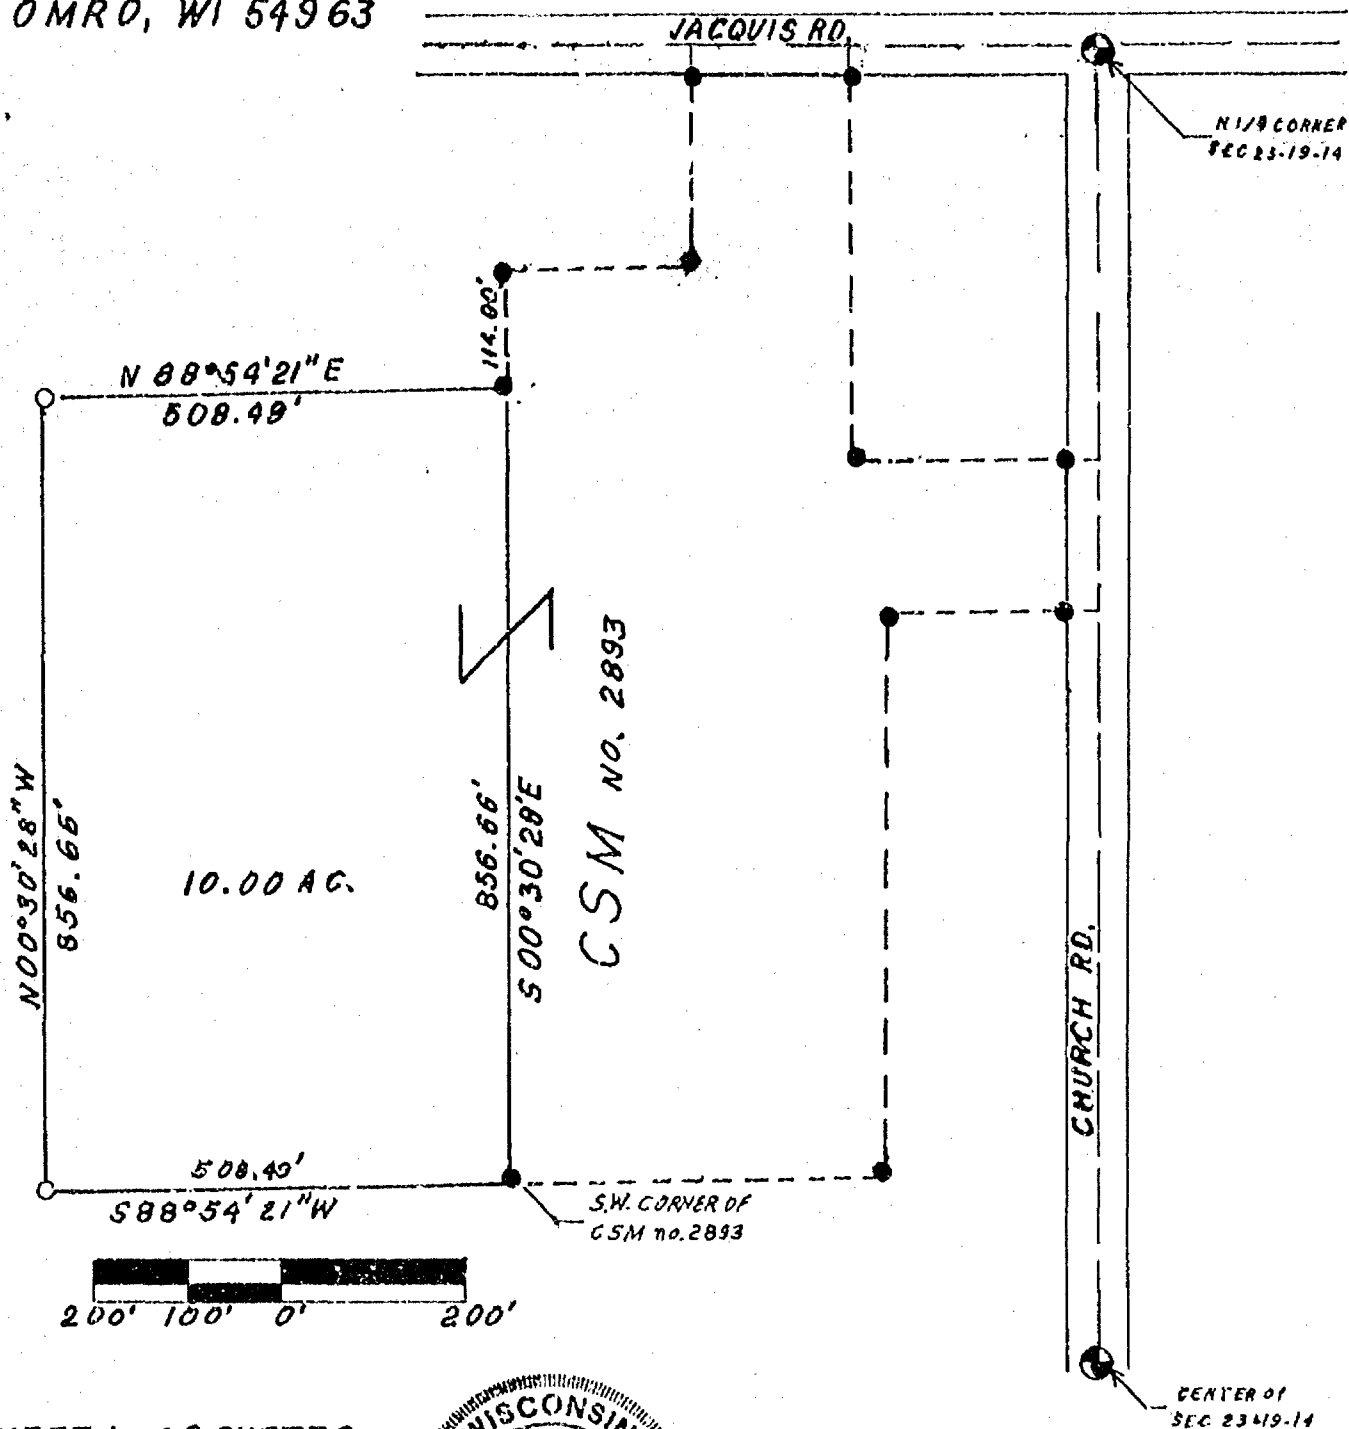 OMRO, WI 54963
JACQUIS RD.
N 1/4 CORNER
SEC 23-19-14
114.00'
N 88°54'21" E
508.49'
CSM NO. 2893
N00°30'28"W
856.66'
10.00 AC.
856.66'
S00°30'28'E
CHURCH RD.
508.49'
S88°54'21"W
S.W. CORNER OF
CSM no. 2893
200' 100' 0' 200'
WISCONSIN
CENTER OF
SEC 23-19-14